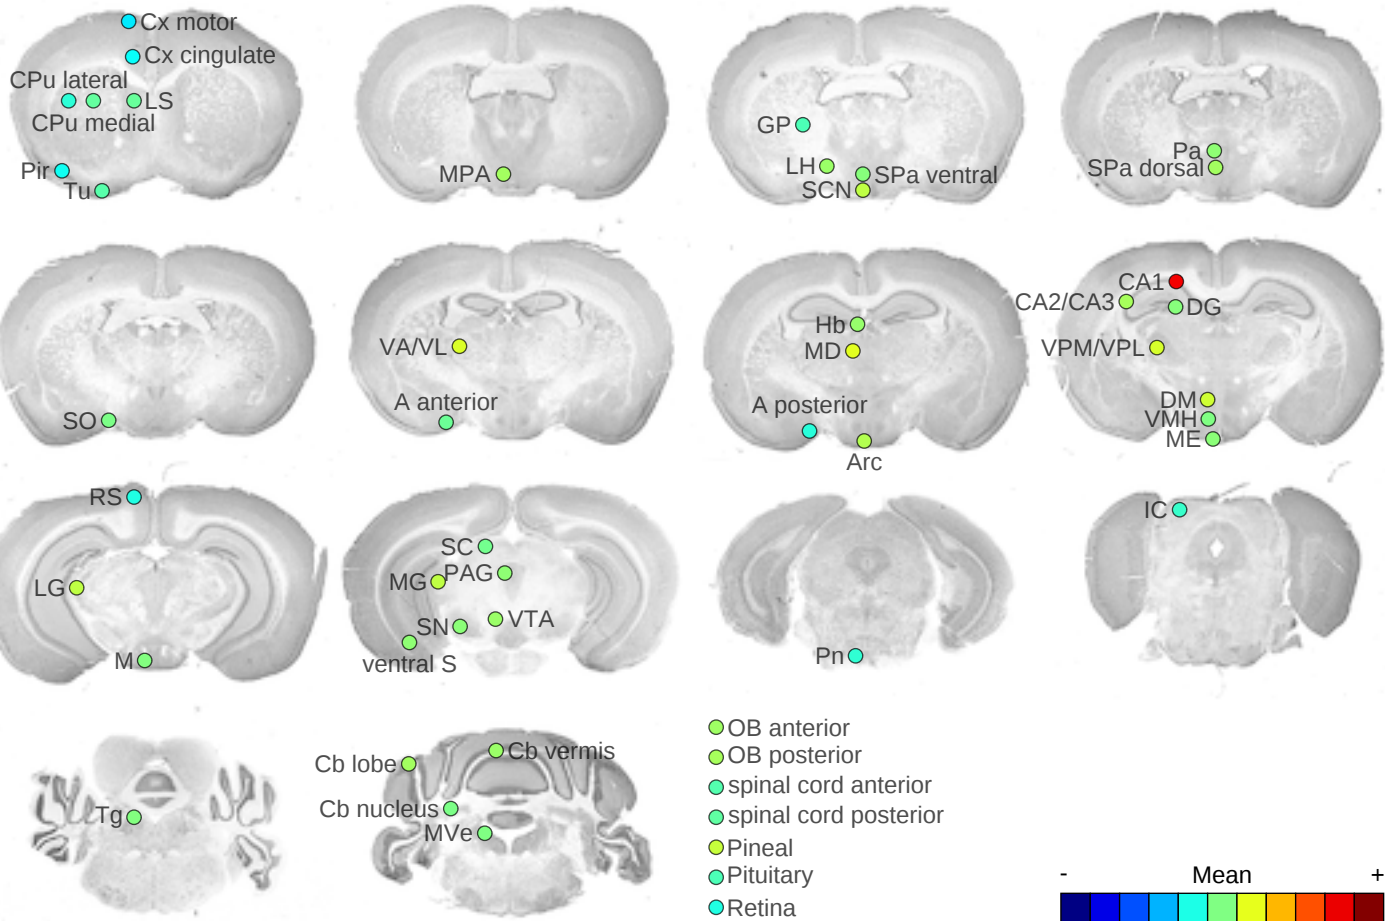 Cx motor
Cx cingulate
CPu lateral
LS
CPu medial
Pir
Tu
MPA
GP
LH
SPa ventral
SCN
Pa
SPa dorsal
SO
VA/VL
A anterior
Hb
MD
A posterior
Arc
CA1
CA2/CA3
DG
VPM/VPL
DM
VMH
ME
RS
LG
M
SC
MG
PAG
SN
VTA
ventral S
Pn
IC
Tg
Cb lobe
Cb vermis
Cb nucleus
MVe
OB anterior
OB posterior
spinal cord anterior
spinal cord posterior
Pineal
Pituitary
Retina
- Mean +